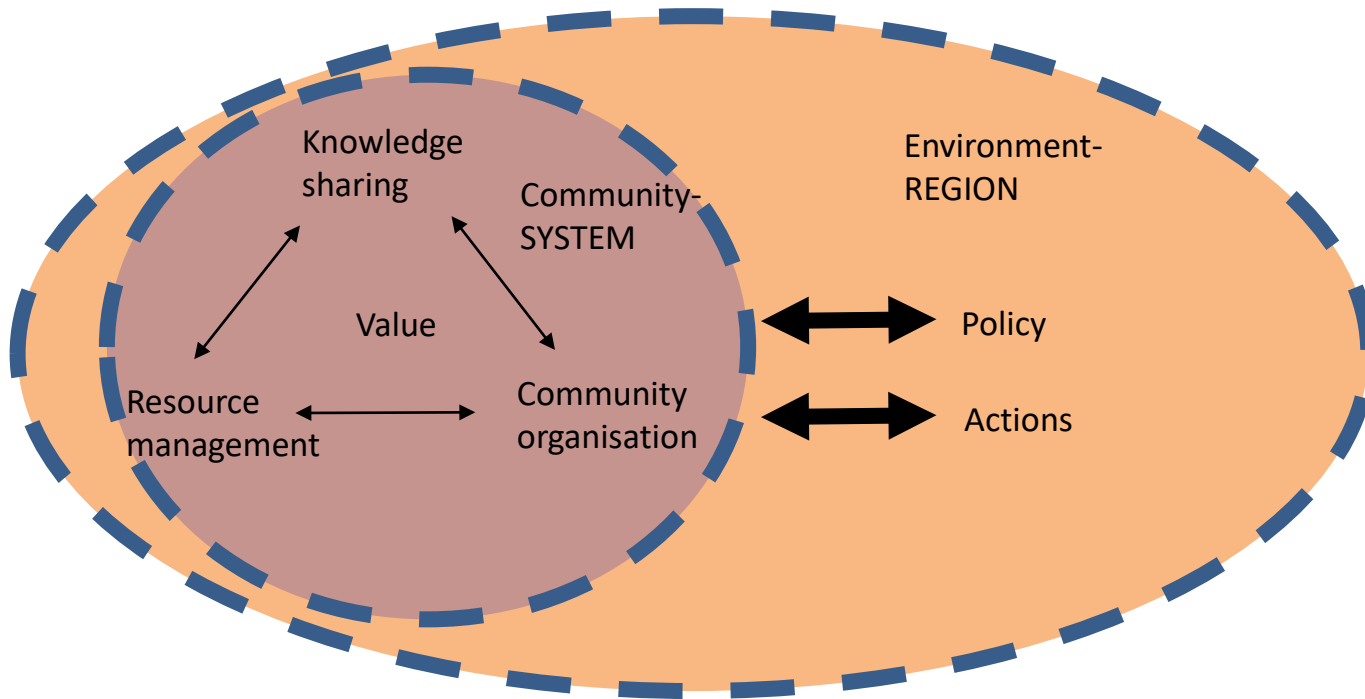 Knowledge
sharing
Community-
SYSTEM
Value
Resource
management
Community
organisation
Environment-
REGION
Policy
Actions